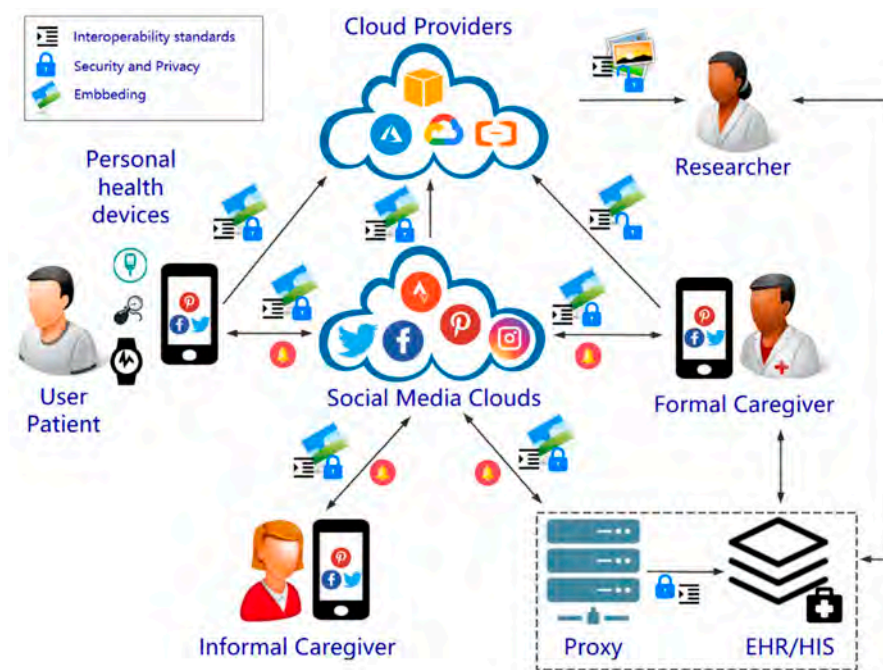 Interoperability standards
Security and Privacy
Embbeding
Cloud Providers
Researcher
Personal
health
devices
User
Patient
Social Media Clouds
Formal Caregiver
Informal Caregiver
Proxy
EHR/HIS